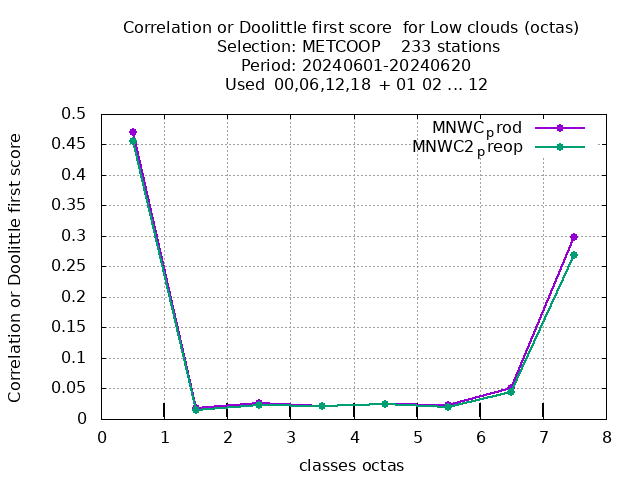 Correlation or Doolittle first score  for Low clouds (octas)
Selection: METCOOP    233 stations
Period: 20240601-20240620
Used  00,06,12,18 + 01 02 ... 12
Correlation or Doolittle first score
0.5
0.45
0.4
0.35
0.3
0.25
0.2
0.15
0.1
0.05
0
MNWCprod
MNWC2preop
0 1 2 3 4 5 6 7 8
classes octas